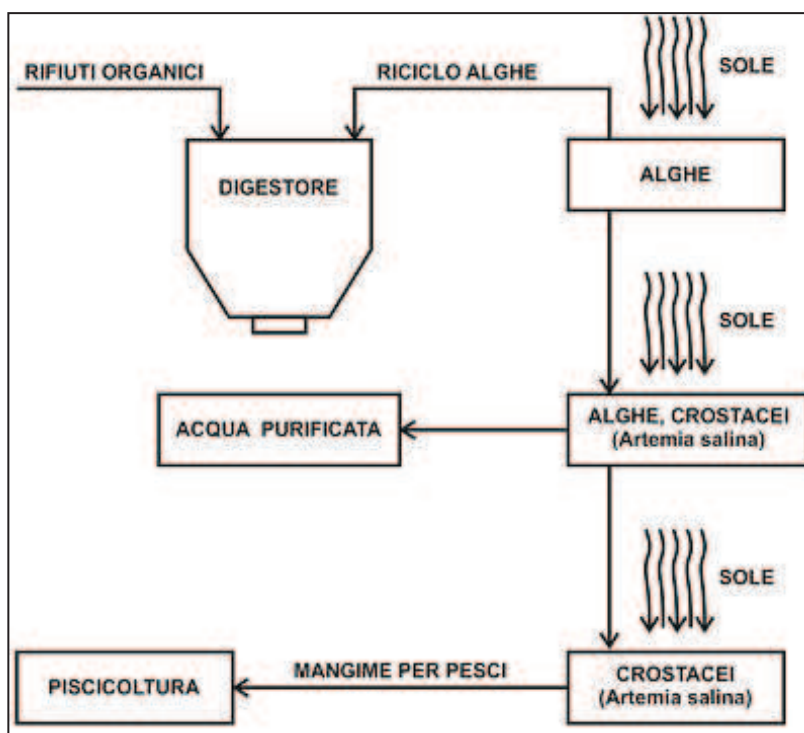 RIFIUTI ORGANICI
RICICLO ALGHE
SOLE
DIGESTORE
ALGHE
SOLE
ACQUA PURIFICATA
ALGHE, CROSTACEI
(Artemia salina)
SOLE
PISCICOLTURA
MANGIME PER PESCI
CROSTACEI
(Artemia salina)